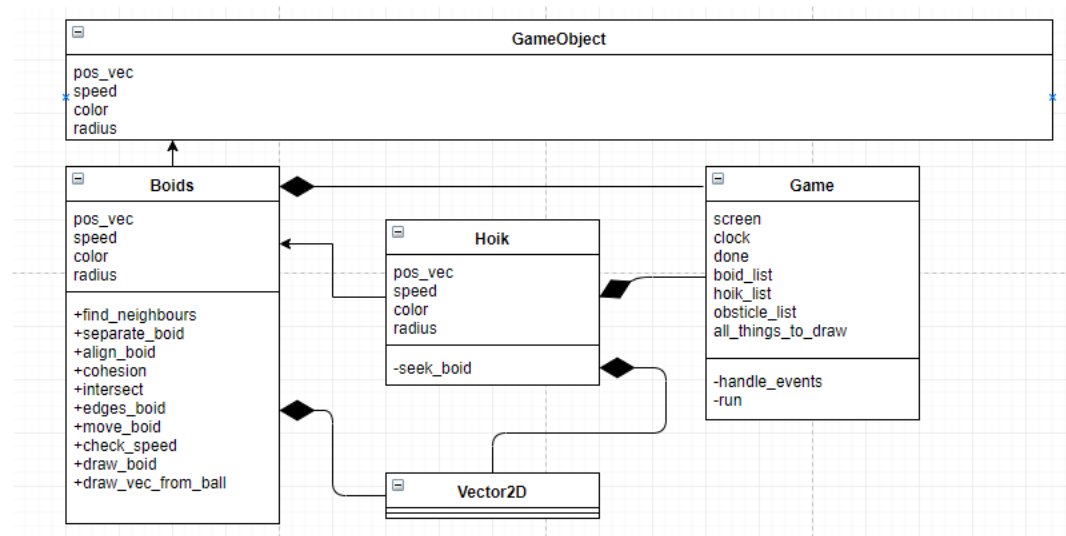 GameObject
pos_vec
speed
color
radius
Boids
pos_vec
speed
color
radius
+find_neighbours
+separate_boid
+align_boid
+cohesion
+intersect
+edges_boid
+move_boid
+check_speed
+draw_boid
+draw_vec_from_ball
Hoik
pos_vec
speed
color
radius
-seek_boid
Vector2D
Game
screen
clock
done
boid_list
hoik_list
obsticle_list
all_things_to_draw
-handle_events
-run